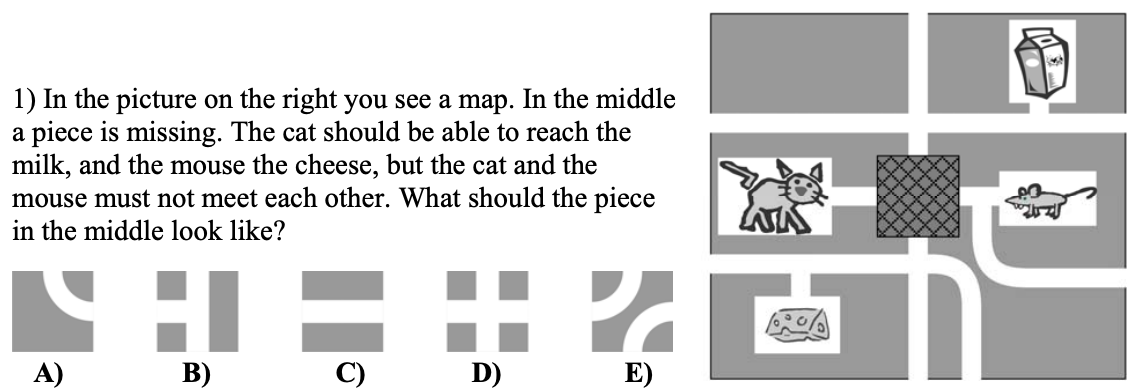 1) In the picture on the right you see a map. In the middle
a piece is missing. The cat should be able to reach the
milk, and the mouse the cheese, but the cat and the
mouse must not meet each other. What should the piece
in the middle look like?
A) B) C) D) E)